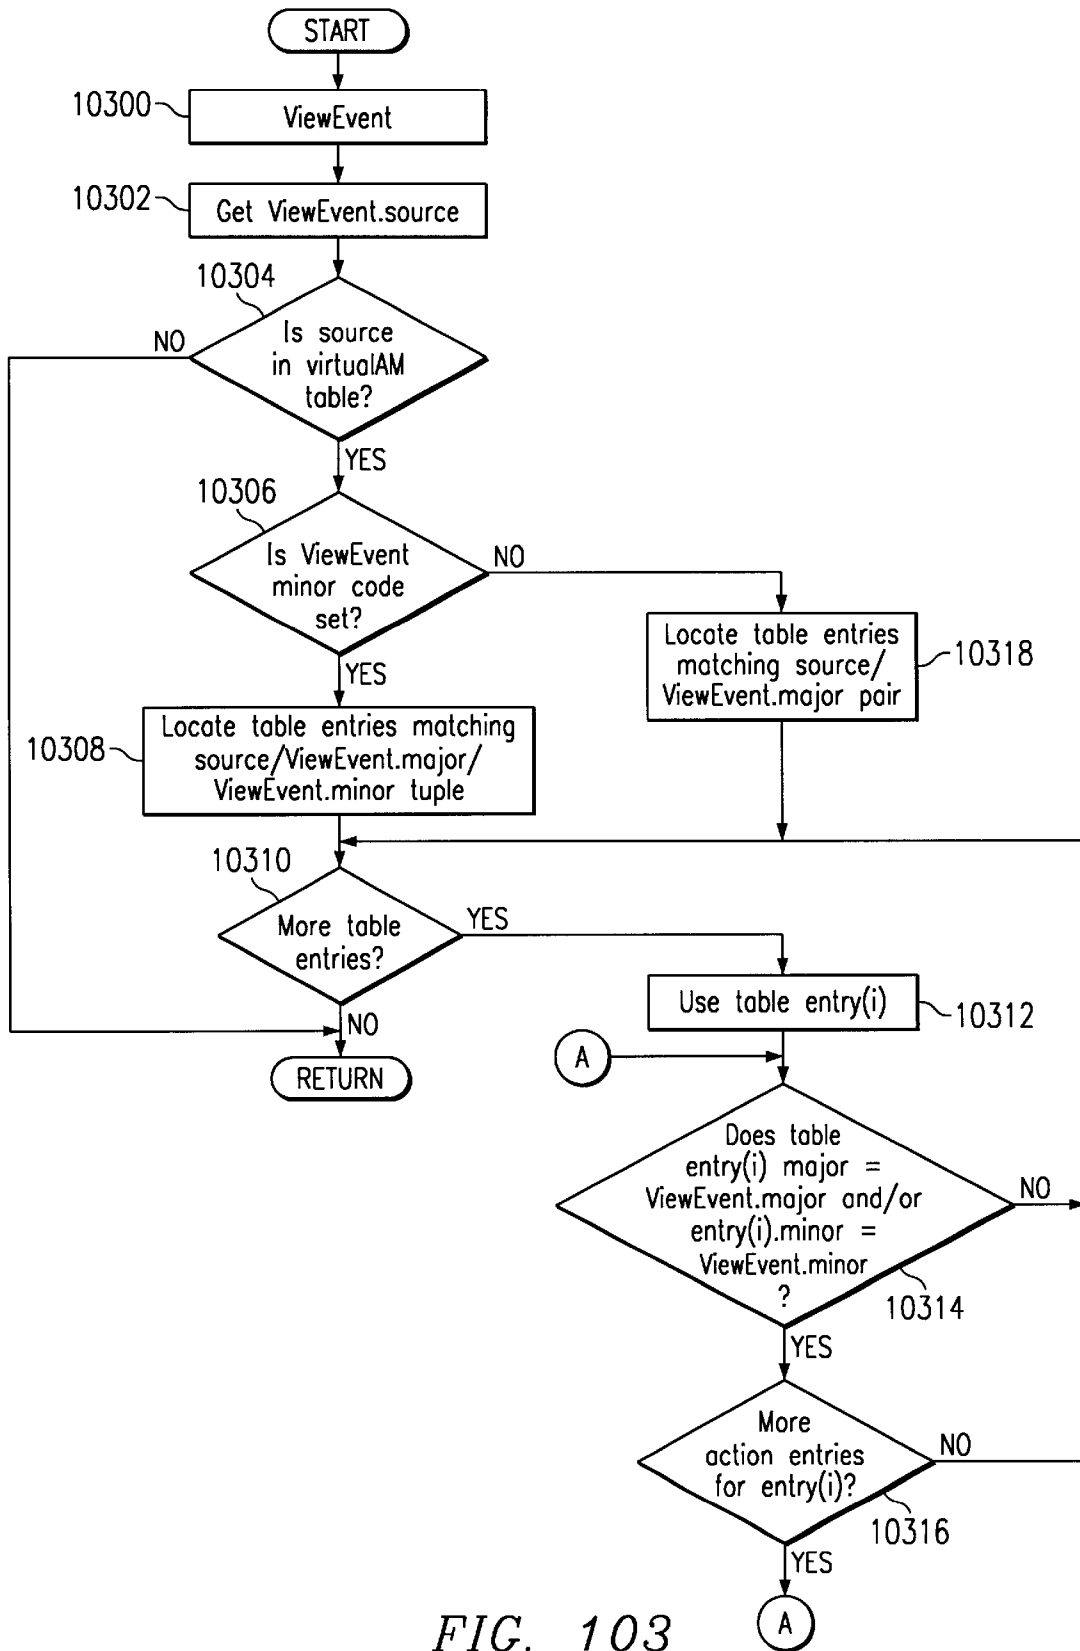 START
10300
ViewEvent
10302
Get ViewEvent.source
10304
NO
Is source
in virtualAM
table?
YES
10306
Is ViewEvent
minor code
set?
NO
YES
Locate table entries
matching source/
ViewEvent.major pair
10318
10308
Locate table entries matching
source/ViewEvent.major/
ViewEvent.minor tuple
10310
More table
entries?
YES
NO
RETURN
Use table entry(i)
10312
A
Does table
entry(i) major =
ViewEvent.major and/or
entry(i).minor =
ViewEvent.minor
?
NO
10314
YES
More
action entries
for entry(i)?
NO
10316
YES
A
FIG. 103